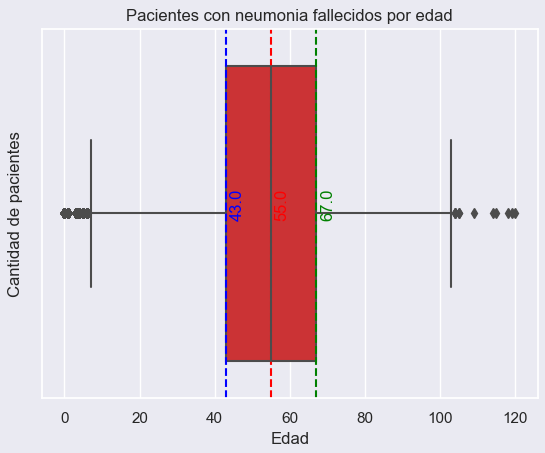 Pacientes con neumonia fallecidos por edad
Cantidad de pacientes
43.0
55.0
67.0
0 20 40 60 80 100 120
Edad